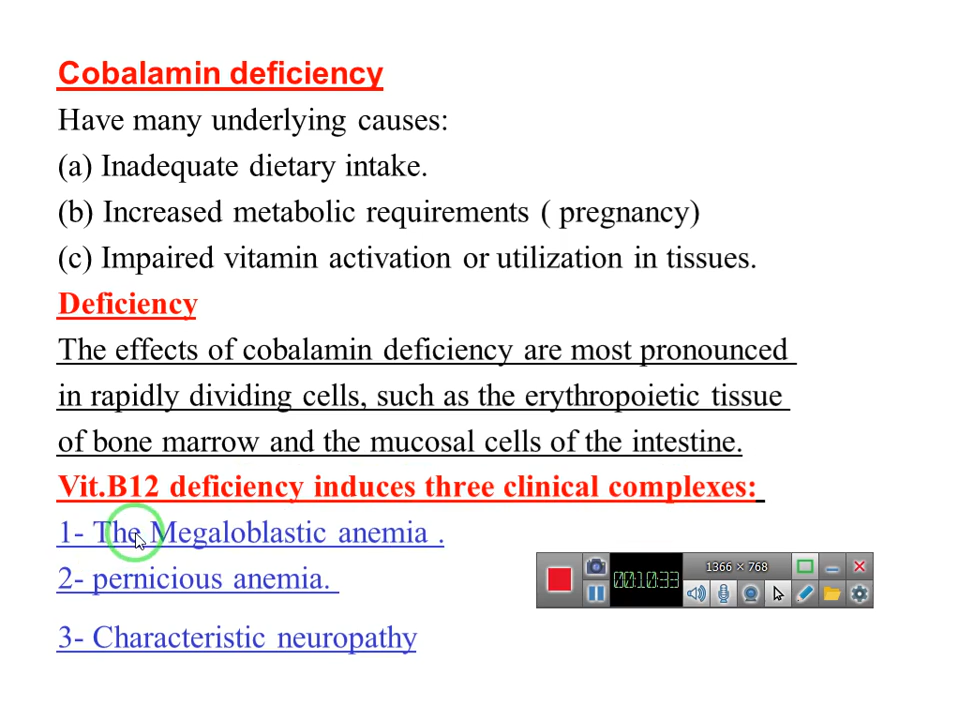 Cobalamin deficiency
Have many underlying causes:
(a) Inadequate dietary intake.
(b) Increased metabolic requirements ( pregnancy)
(c) Impaired vitamin activation or utilization in tissues.
Deficiency
The effects of cobalamin deficiency are most pronounced
in rapidly dividing cells, such as the erythropoietic tissue
of bone marrow and the mucosal cells of the intestine.
Vit.B12 deficiency induces three clinical complexes:
1- The Megaloblastic anemia .
2- pernicious anemia.
3- Characteristic neuropathy
00:10:33
1366 × 768